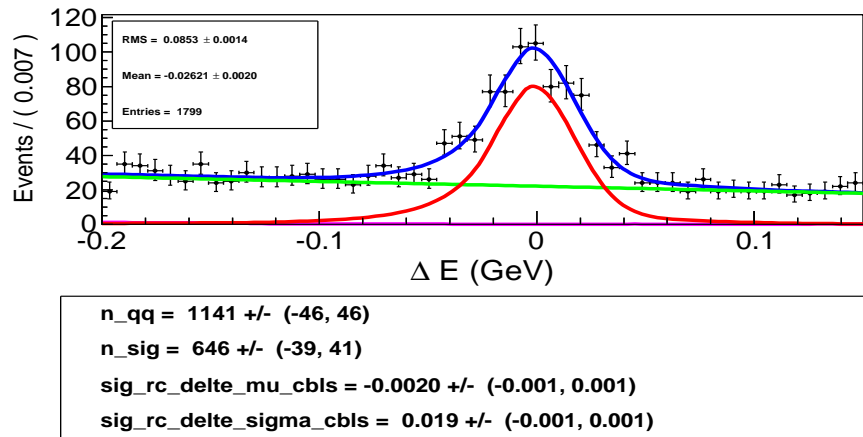 120
100
80
60
40
20
0
Events / ( 0.007 )
RMS = 0.0853 ± 0.0014
Mean = -0.02621 ± 0.0020
Entries = 1799
-0.2 -0.1 0 0.1
Δ E (GeV)
n_qq = 1141 +/- (-46, 46)
n_sig = 646 +/- (-39, 41)
sig_rc_delte_mu_cbls = -0.0020 +/- (-0.001, 0.001)
sig_rc_delte_sigma_cbls = 0.019 +/- (-0.001, 0.001)